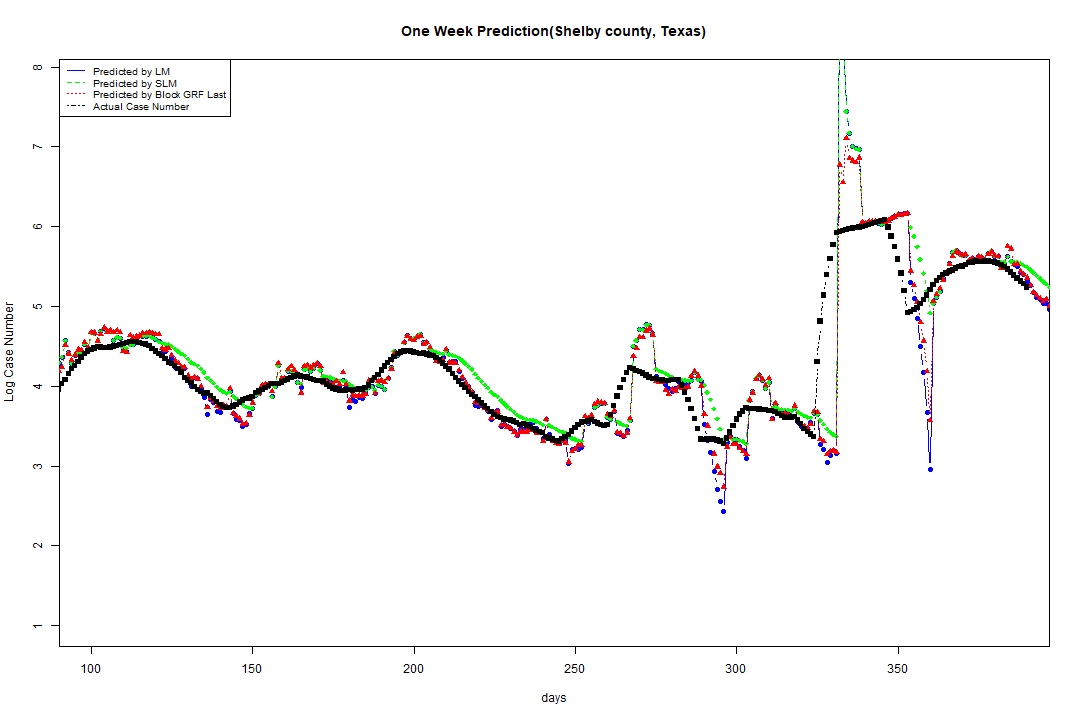 One Week Prediction(Shelby county, Texas)
Predicted by LM
Predicted by SLM
Predicted by Block GRF Last
Actual Case Number
8
7
6
5
4
3
2
1
Log Case Number
100 150 200 250 300 350
days